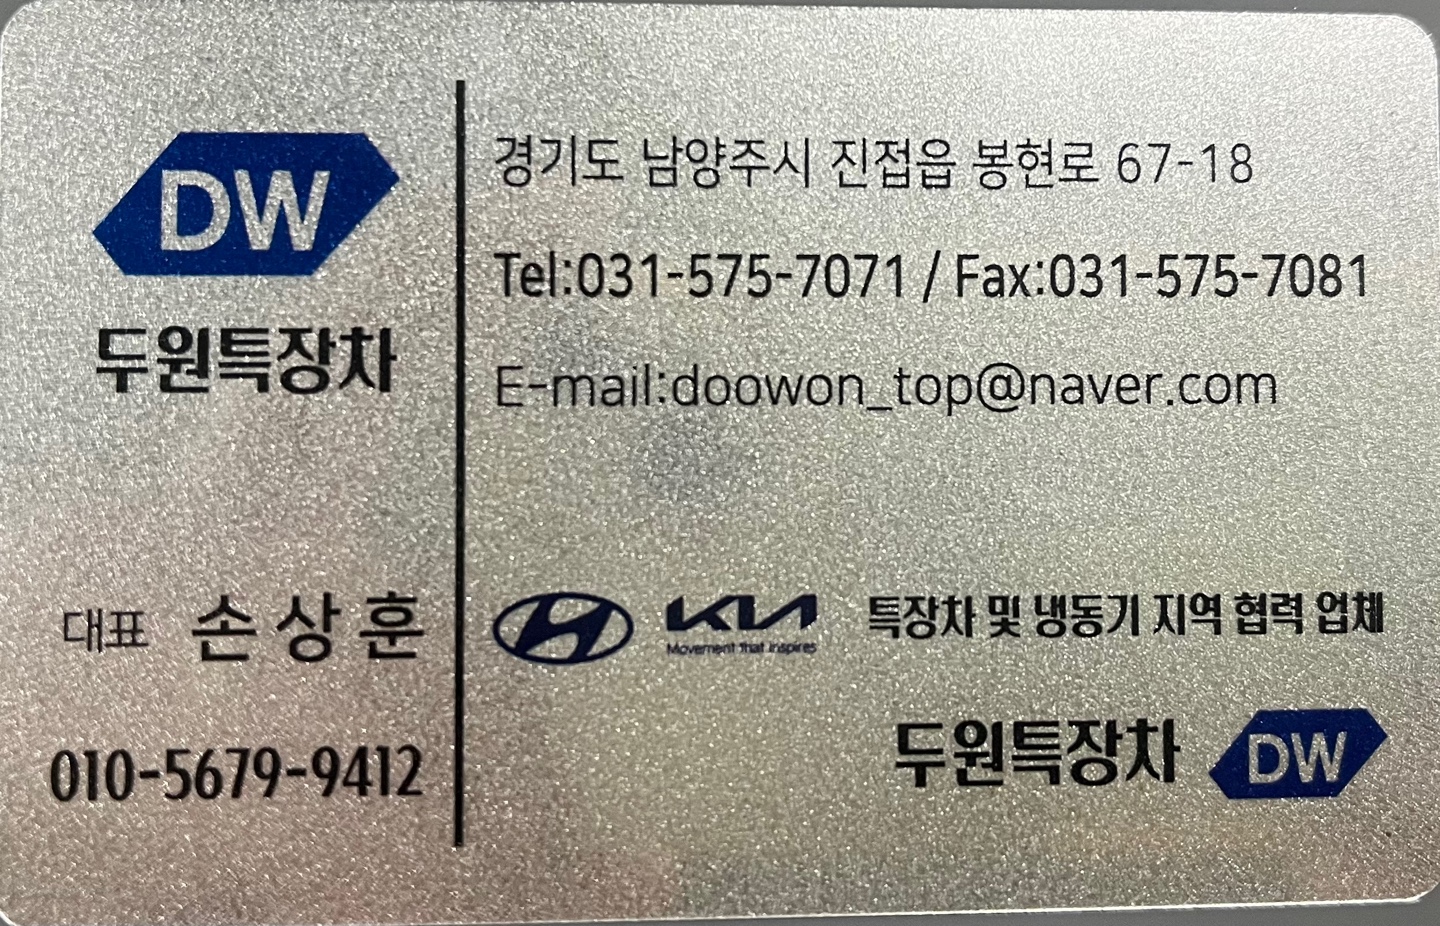 DW
두원특장차
대표 손상훈
010-5679-9412
경기도 남양주시 진접읍 봉현로 67-18
Tel:031-575-7071 / Fax:031-575-7081
E-mail:doowon_top@naver.com
KIA
Movement that inspires
특장차 및 냉동기 지역 협력 업체
두원특장차 DW